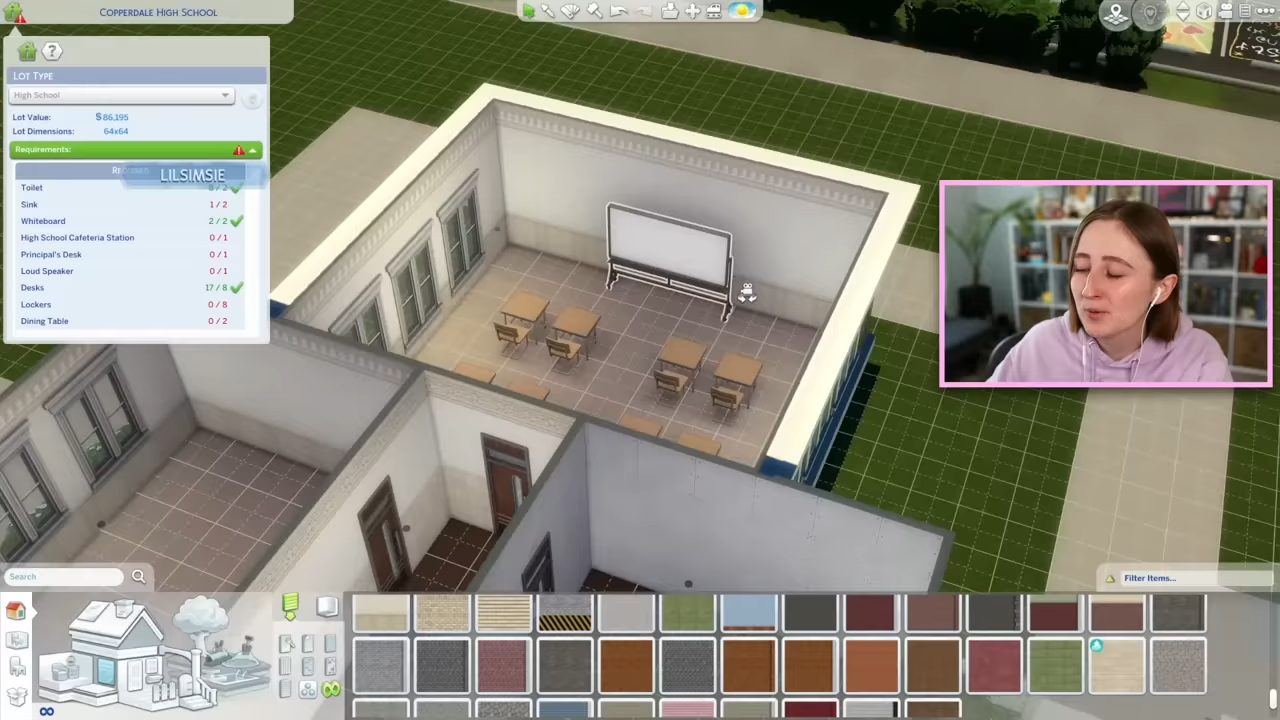 COPPERDALE HIGH SCHOOL
?
LOT TYPE
High School
Lot Value: §86,195
Lot Dimensions: 64x64
Requirements:
LILSIMSIE
Toilet
Sink 1 / 2
Whiteboard 2 / 2
High School Cafeteria Station 0 / 1
Principal's Desk 0 / 1
Loud Speaker 0 / 1
Desks 17 / 8
Lockers 0 / 8
Dining Table 0 / 2
Search
Filter Items...